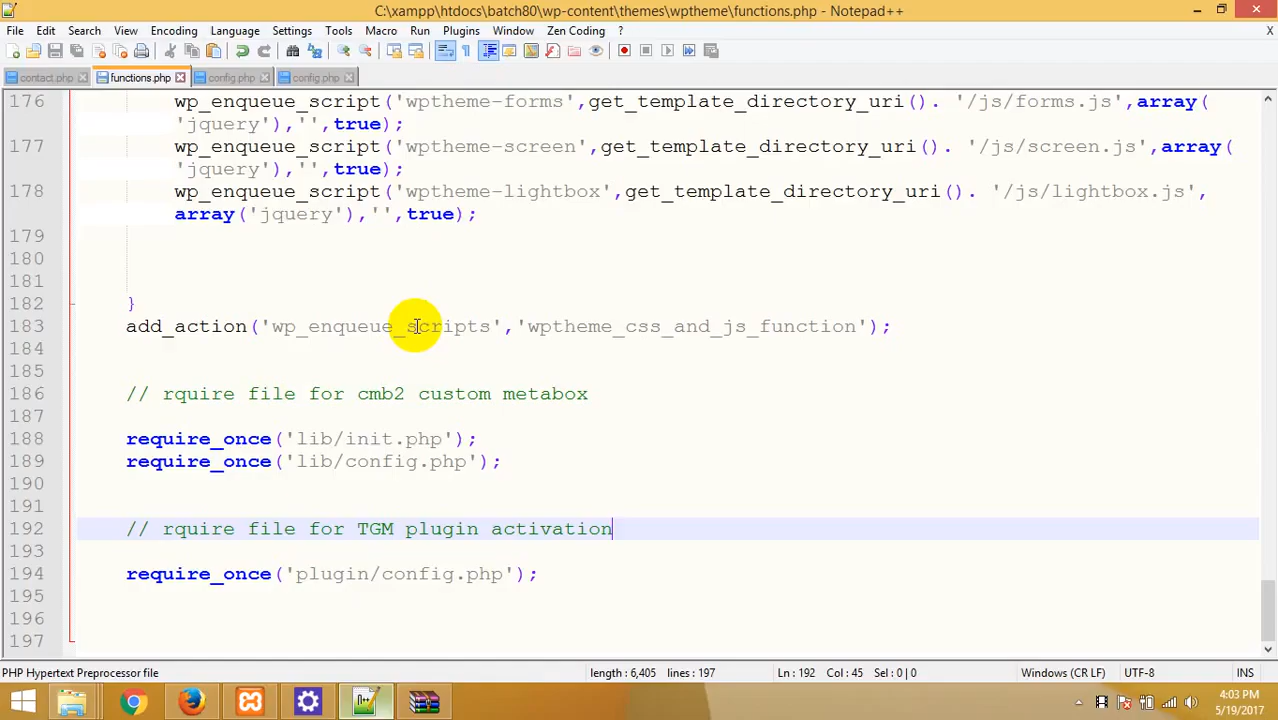 C:\xampp\htdocs\batch80\wp-content\themes\wptheme\functions.php - Notepad++
File Edit Search View Encoding Language Settings Tools Macro Run Plugins Window Zen Coding ? X
contact.php functions.php config.php config.php
176 wp_enqueue_script('wptheme-forms',get_template_directory_uri(). '/js/forms.js',array(
'jquery'),'',true);
177 wp_enqueue_script('wptheme-screen',get_template_directory_uri(). '/js/screen.js',array(
'jquery'),'',true);
178 wp_enqueue_script('wptheme-lightbox',get_template_directory_uri(). '/js/lightbox.js',
array('jquery'),'',true);
179
180
181
182 }
183 add_action('wp_enqueue_scripts','wptheme_css_and_js_function');
184
185
186 // rquire file for cmb2 custom metabox
187
188 require_once('lib/init.php');
189 require_once('lib/config.php');
190
191
192 // rquire file for TGM plugin activation
193
194 require_once('plugin/config.php');
195
196
197
PHP Hypertext Preprocessor file length : 6,405 lines : 197 Ln : 192 Col : 45 Sel : 0 | 0 Windows (CR LF) UTF-8 INS
4:03 PM
5/19/2017